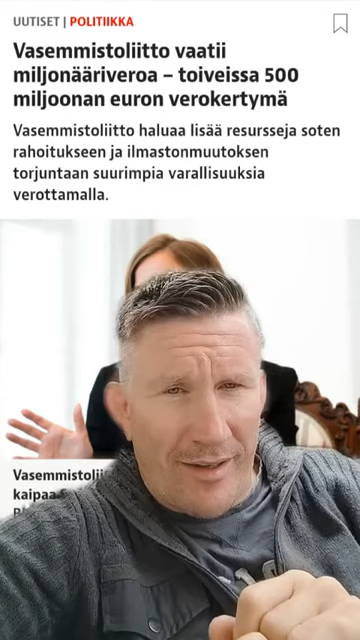 UUTISET | POLITIIKKA
Vasemmistoliitto vaatii
miljonääriveroa – toiveissa 500
miljoonan euron verokertymä
Vasemmistoliitto haluaa lisää resursseja soten
rahoitukseen ja ilmastonmuutoksen
torjuntaan suurimpia varallisuuksia
verottamalla.
kaipaa